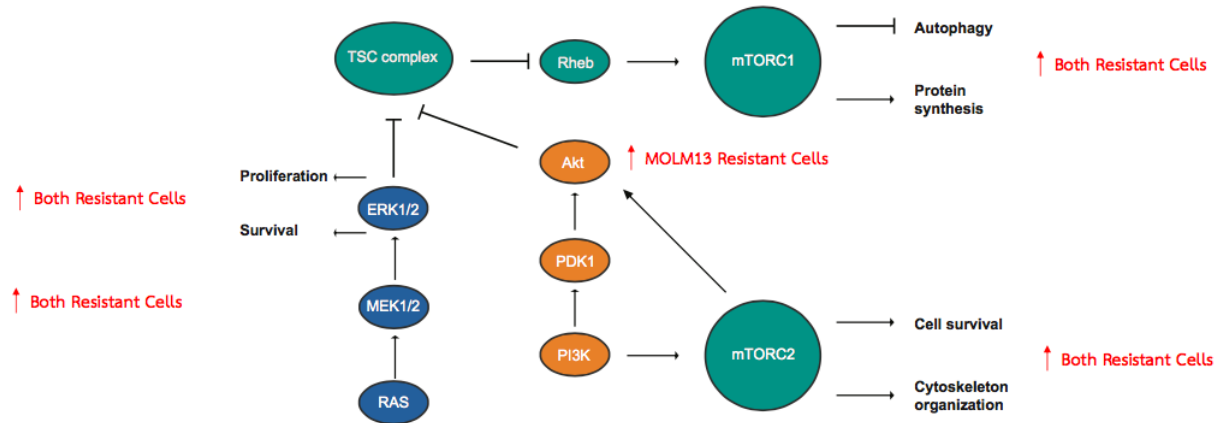 TSC complex
Rheb
mTORC1
Autophagy
↑ Both Resistant Cells
Protein
synthesis
Akt
↑ MOLM13 Resistant Cells
Proliferation
↑ Both Resistant Cells
ERK1/2
Survival
PDK1
↑ Both Resistant Cells
MEK1/2
Cell survival
PI3K
mTORC2
↑ Both Resistant Cells
RAS
Cytoskeleton
organization